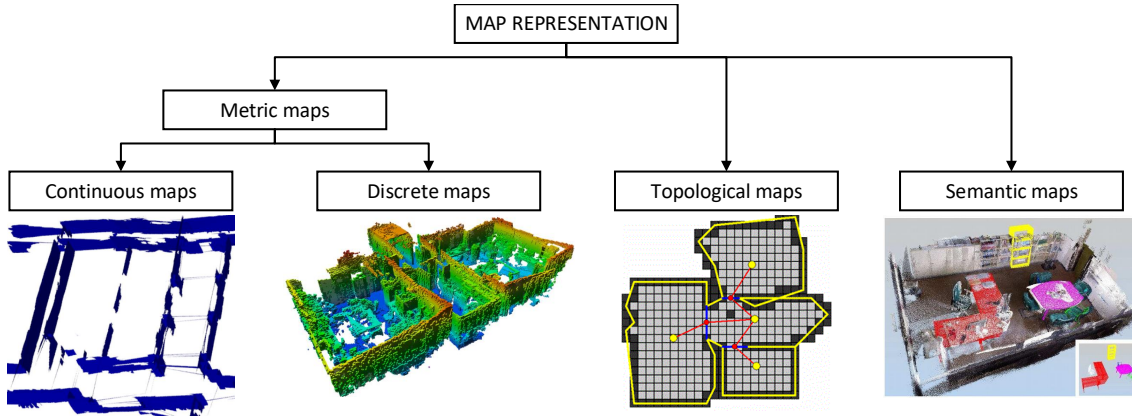 MAP REPRESENTATION
Metric maps
Continuous maps
Discrete maps
Topological maps
Semantic maps